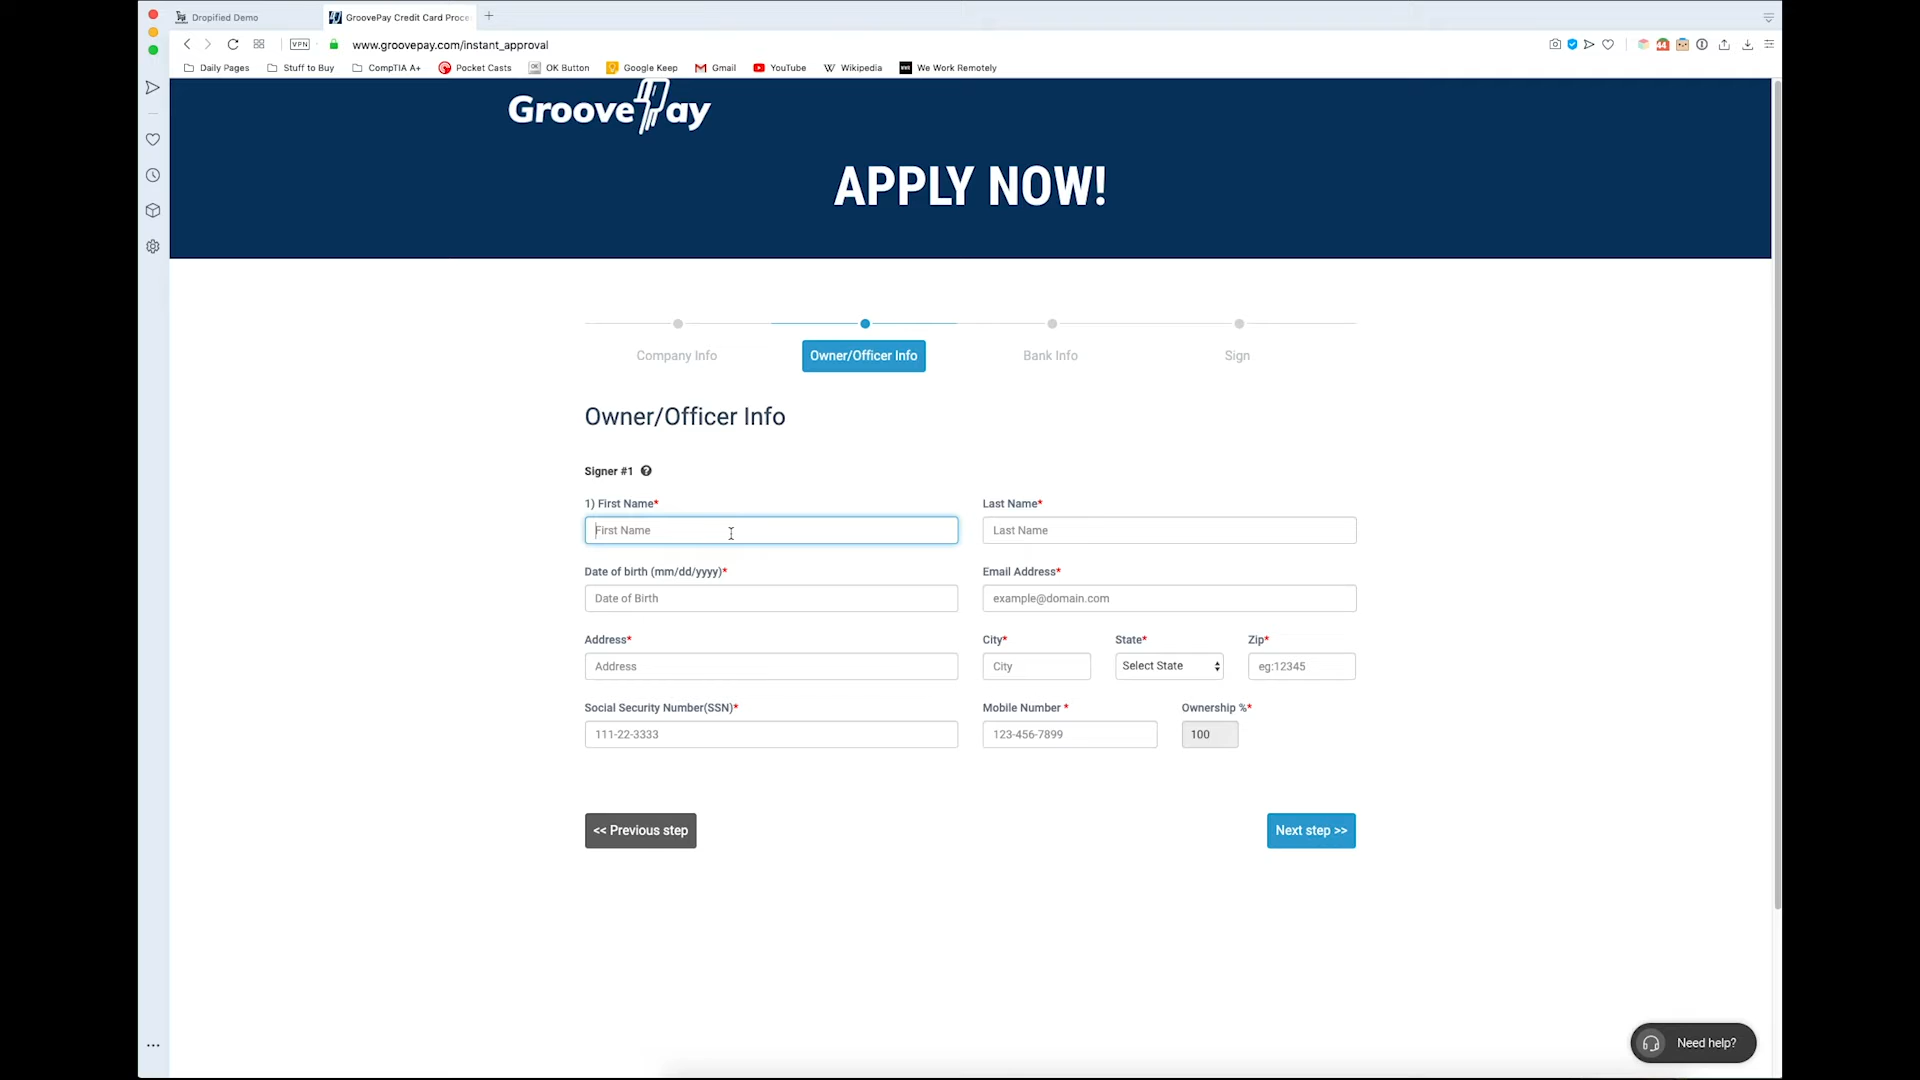 Dropified Demo
GroovePay Credit Card Proce
VPN
www.groovepay.com/instant_approval
Daily Pages
Stuff to Buy
CompTIA A+
Pocket Casts
OK Button
Google Keep
Gmail
YouTube
Wikipedia
We Work Remotely
GroovePay
APPLY NOW!
Company Info
Owner/Officer Info
Bank Info
Sign
Owner/Officer Info
Signer #1
1) First Name*
Last Name*
First Name
Last Name
Date of birth (mm/dd/yyyy)*
Email Address*
Date of Birth
example@domain.com
Address*
City*
State*
Zip*
Address
City
Select State
eg:12345
Social Security Number(SSN)*
Mobile Number *
Ownership %*
111-22-3333
123-456-7899
100
<< Previous step
Next step >>
Need help?